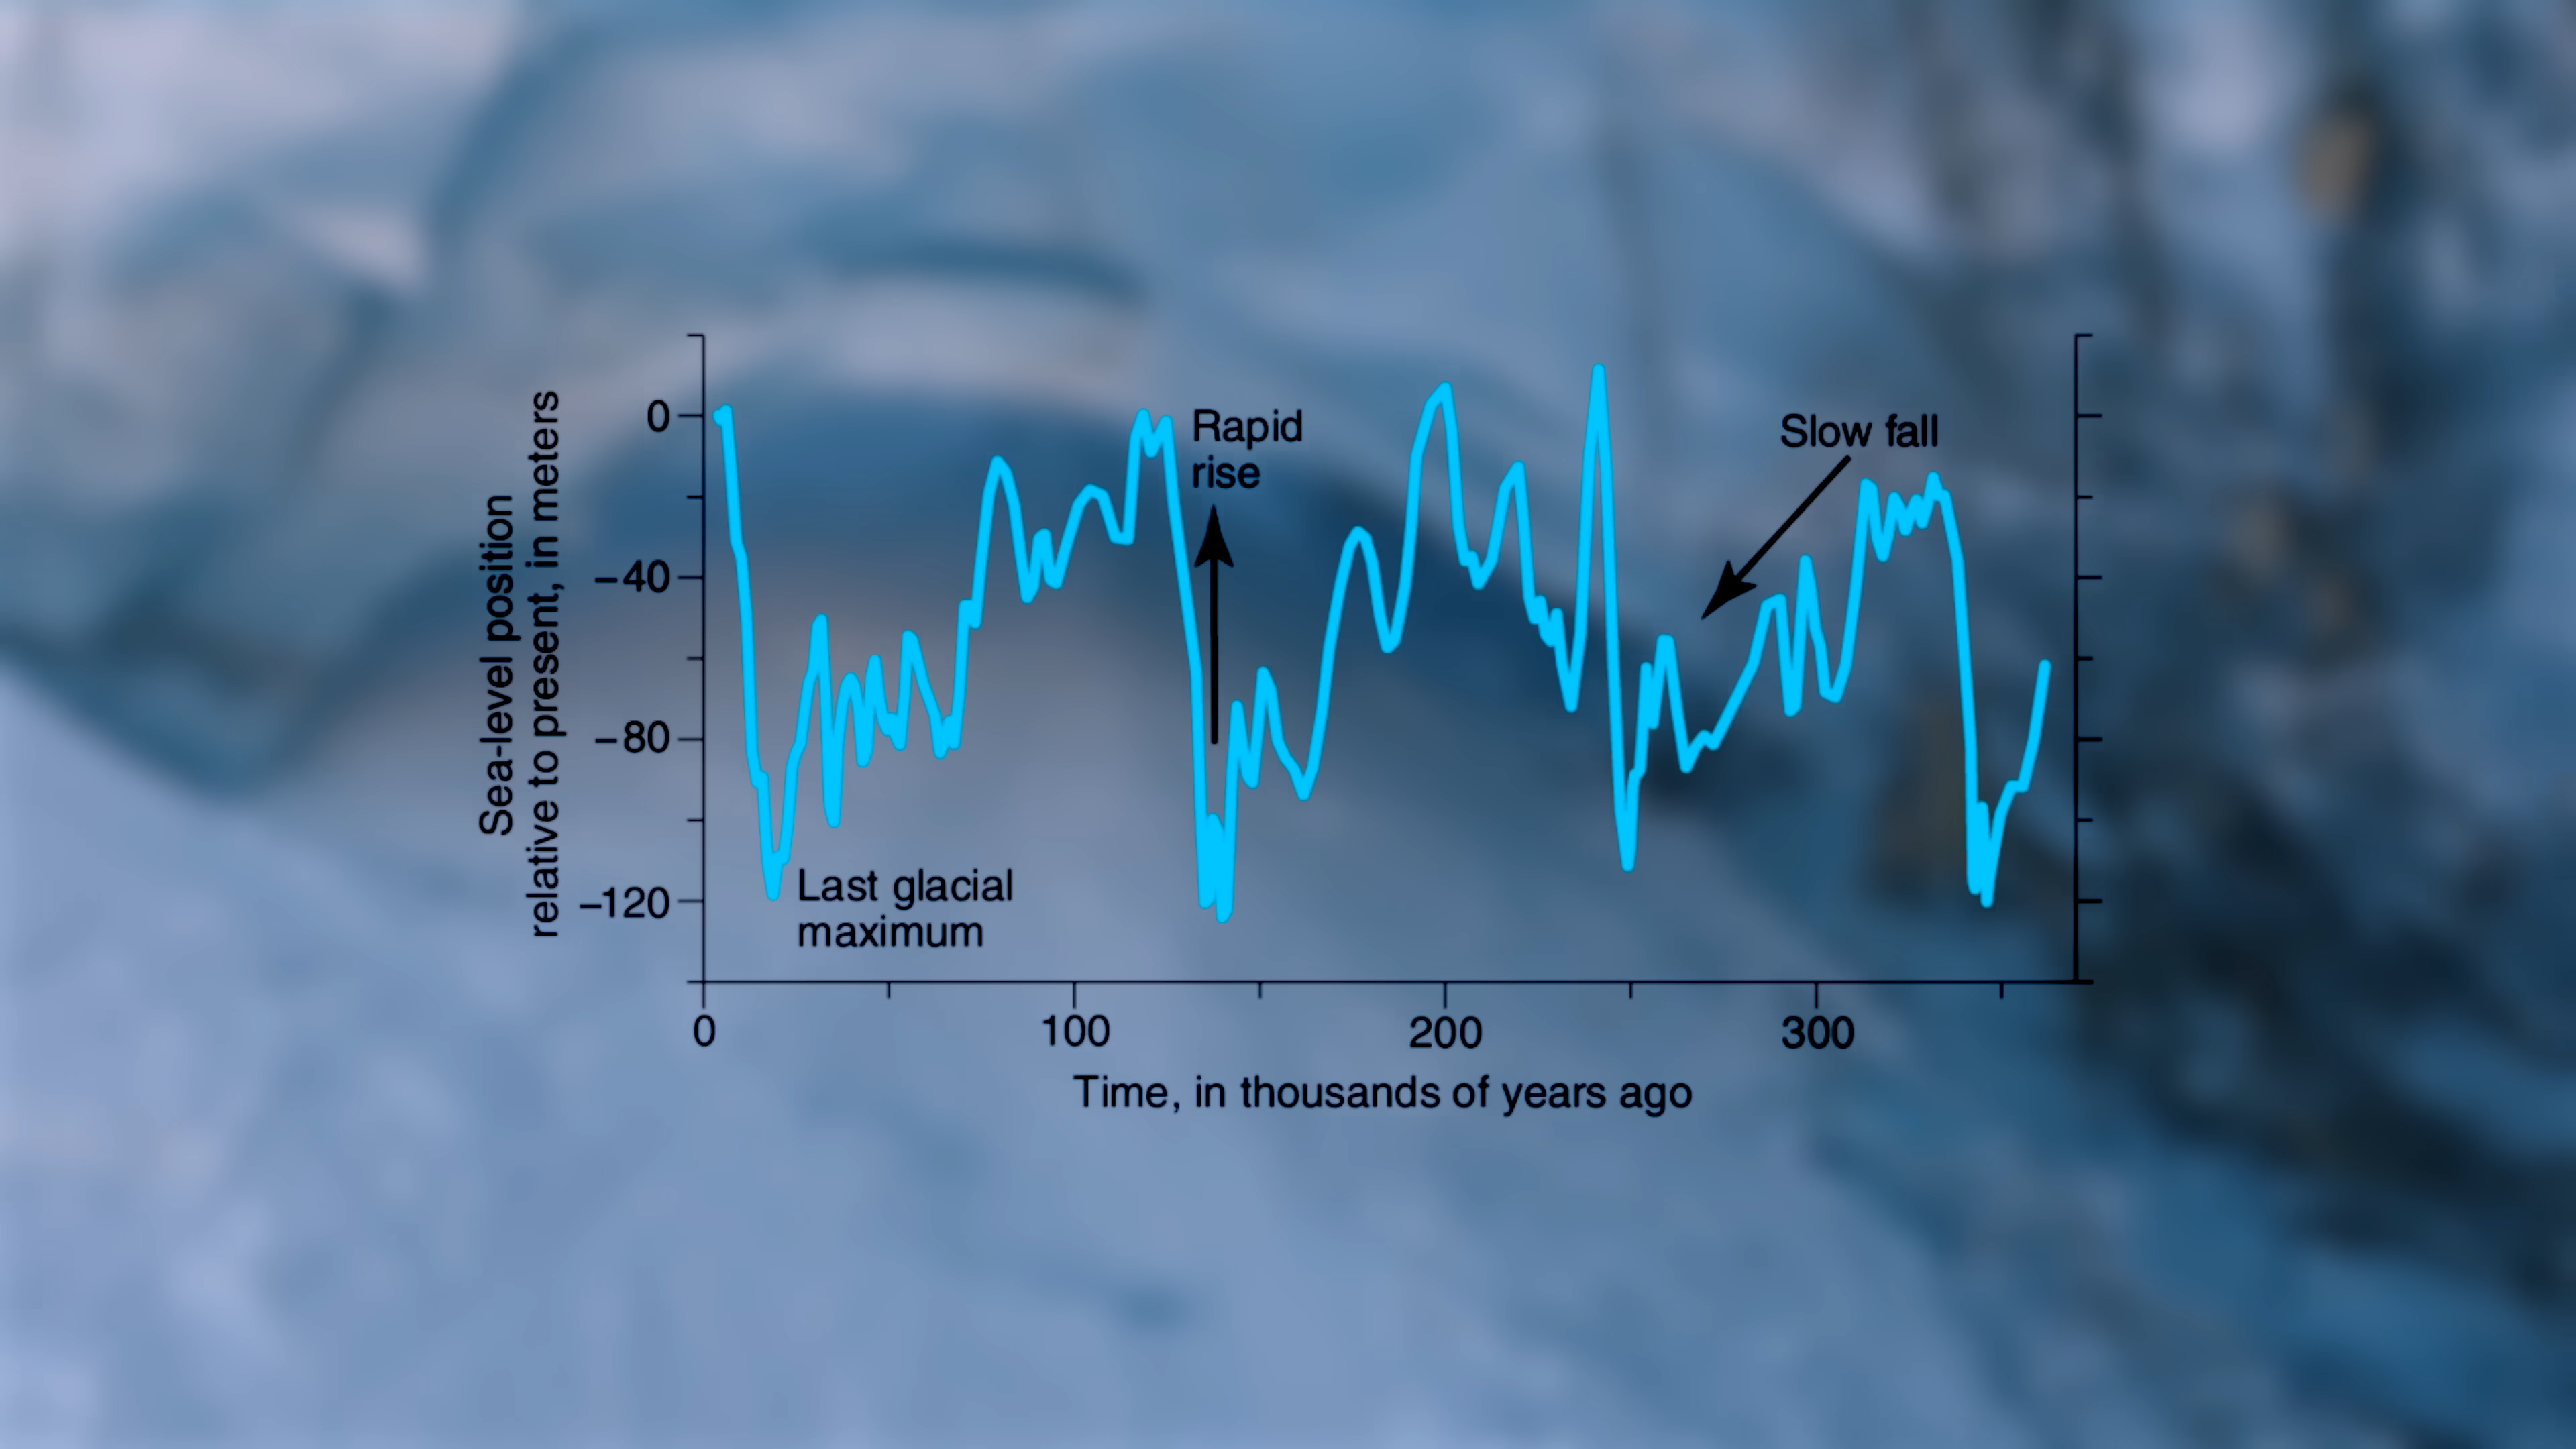 Sea-level position
relative to present, in meters
0
−40
−80
−120
Rapid
rise
Slow fall
Last glacial
maximum
0
100
200
300
Time, in thousands of years ago